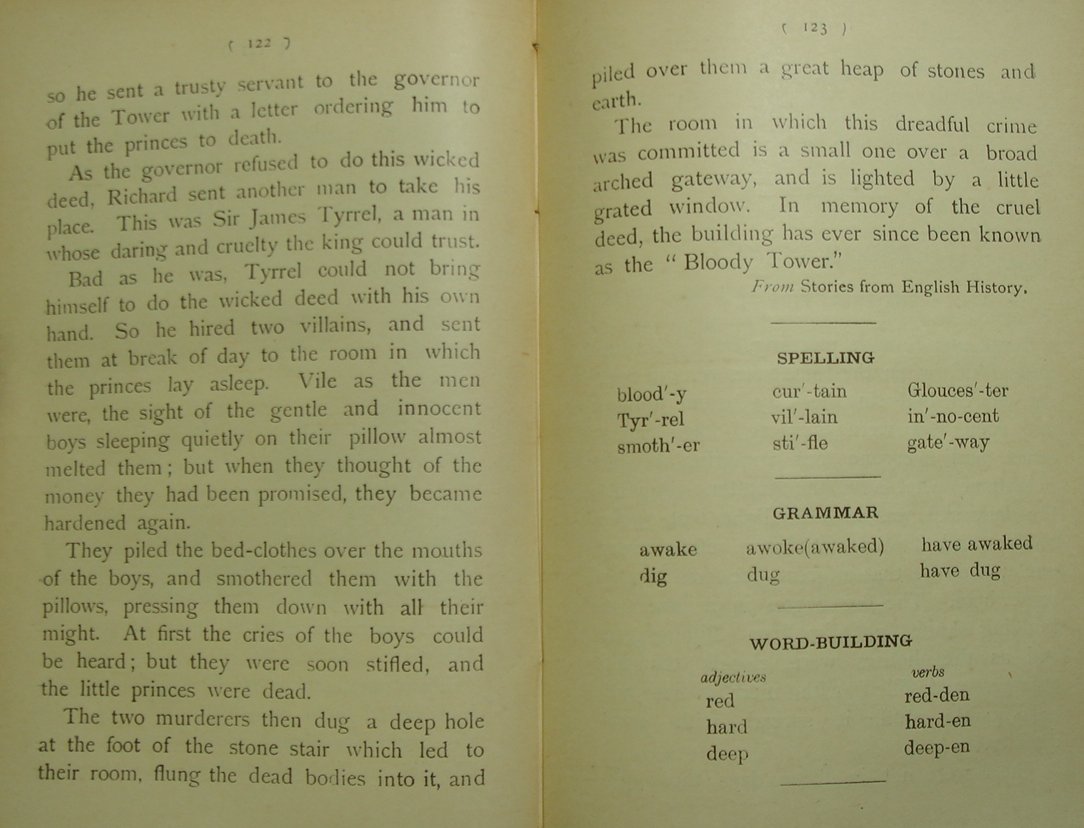 ( 122 )
so he sent a trusty servant to the governor
of the Tower with a letter ordering him to
put the princes to death.
As the governor refused to do this wicked
deed, Richard sent another man to take his
place. This was Sir James Tyrrel, a man in
whose daring and cruelty the king could trust.
Bad as he was, Tyrrel could not bring
himself to do the wicked deed with his own
hand. So he hired two villains, and sent
them at break of day to the room in which
the princes lay asleep. Vile as the men
were, the sight of the gentle and innocent
boys sleeping quietly on their pillow almost
melted them; but when they thought of the
money they had been promised, they became
hardened again.
They piled the bed-clothes over the mouths
of the boys, and smothered them with the
pillows, pressing them down with all their
might. At first the cries of the boys could
be heard; but they were soon stifled, and
the little princes were dead.
The two murderers then dug a deep hole
at the foot of the stone stair which led to
their room, flung the dead bodies into it, and
( 123 )
piled over them a great heap of stones and
earth.
The room in which this dreadful crime
was committed is a small one over a broad
arched gateway, and is lighted by a little
grated window. In memory of the cruel
deed, the building has ever since been known
as the “ Bloody Tower.”
From Stories from English History.
SPELLING
blood′-y cur′-tain Glouces′-ter
Tyr′-rel vil′-lain in′-no-cent
smoth′-er sti′-fle gate′-way
GRAMMAR
awake awoke(awaked) have awaked
dig dug have dug
WORD-BUILDING
adjectives verbs
red red-den
hard hard-en
deep deep-en